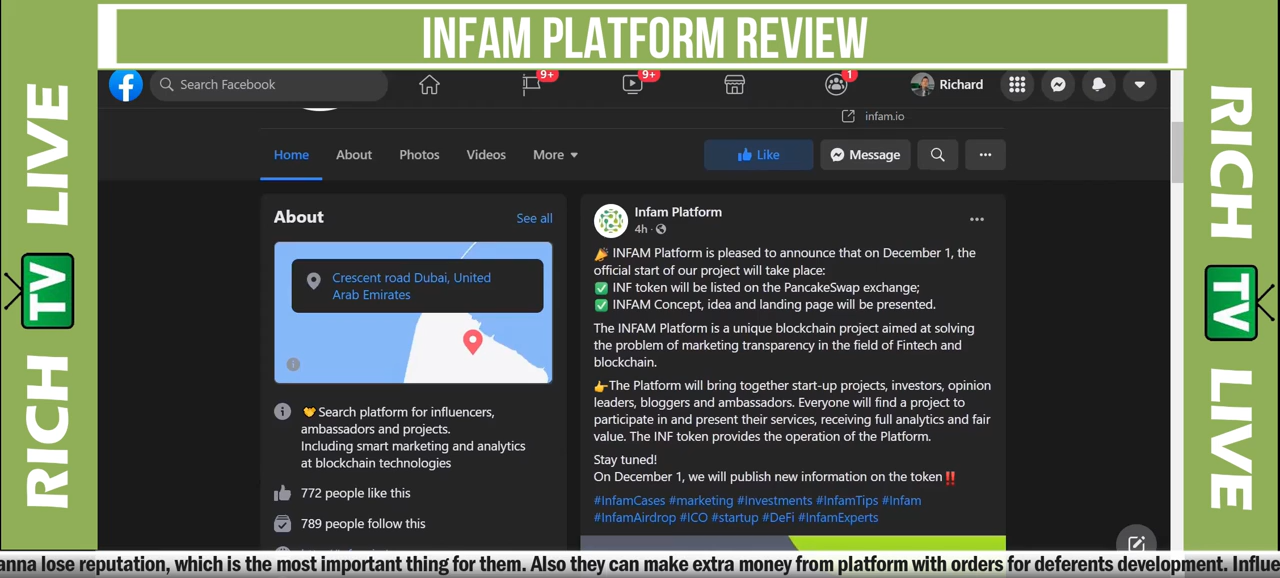 INFAM PLATFORM REVIEW
RICH TV LIVE
Search Facebook
9+
9+
1
Richard
infam.io
Home
About
Photos
Videos
More
Like
Message
About
See all
Crescent road Dubai, United
Arab Emirates
Search platform for influencers,
ambassadors and projects.
Including smart marketing and analytics
at blockchain technologies
772 people like this
789 people follow this
Infam Platform
4h ·
🎉 INFAM Platform is pleased to announce that on December 1, the
official start of our project will take place:
✅ INF token will be listed on the PancakeSwap exchange;
✅ INFAM Concept, idea and landing page will be presented.
The INFAM Platform is a unique blockchain project aimed at solving
the problem of marketing transparency in the field of Fintech and
blockchain.
👉The Platform will bring together start-up projects, investors, opinion
leaders, bloggers and ambassadors. Everyone will find a project to
participate in and present their services, receiving full analytics and fair
value. The INF token provides the operation of the Platform.
Stay tuned!
On December 1, we will publish new information on the token‼️
#InfamCases #marketing #Investments #InfamTips #Infam
#InfamAirdrop #ICO #startup #DeFi #InfamExperts
RICH TV LIVE
anna lose reputation, which is the most important thing for them. Also they can make extra money from platform with orders for deferents development. Influe